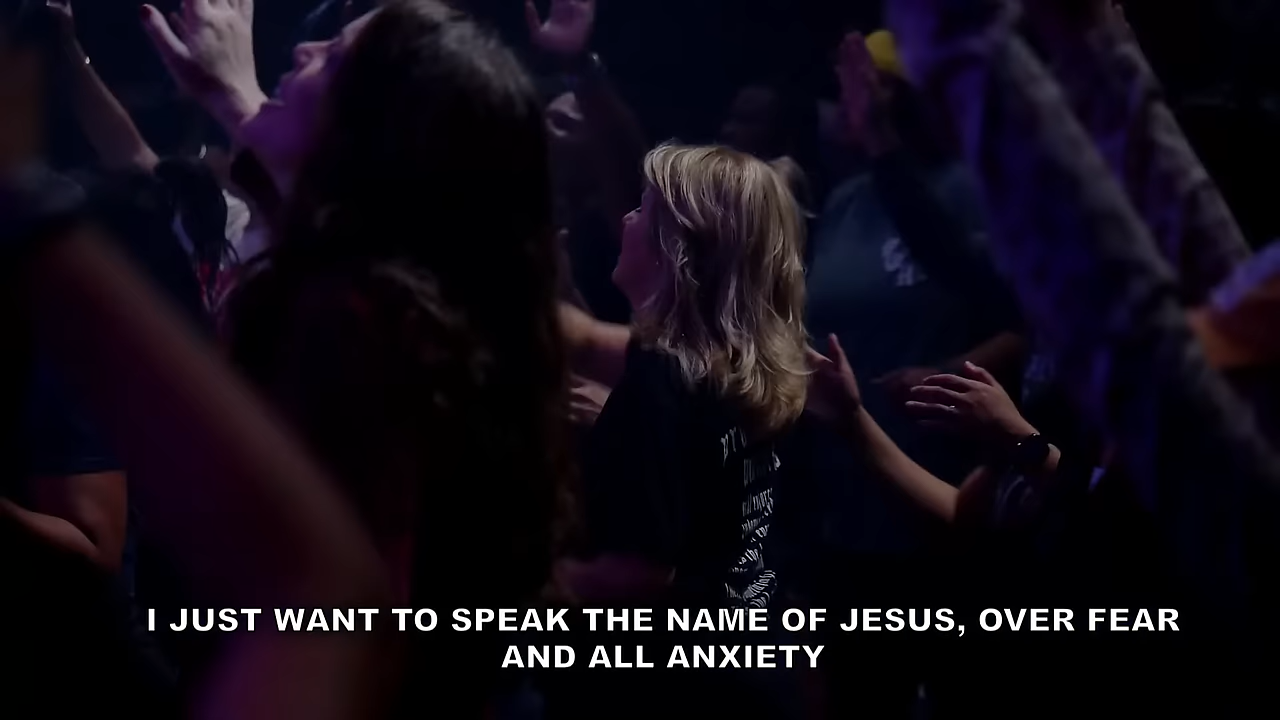 I JUST WANT TO SPEAK THE NAME OF JESUS, OVER FEAR
AND ALL ANXIETY